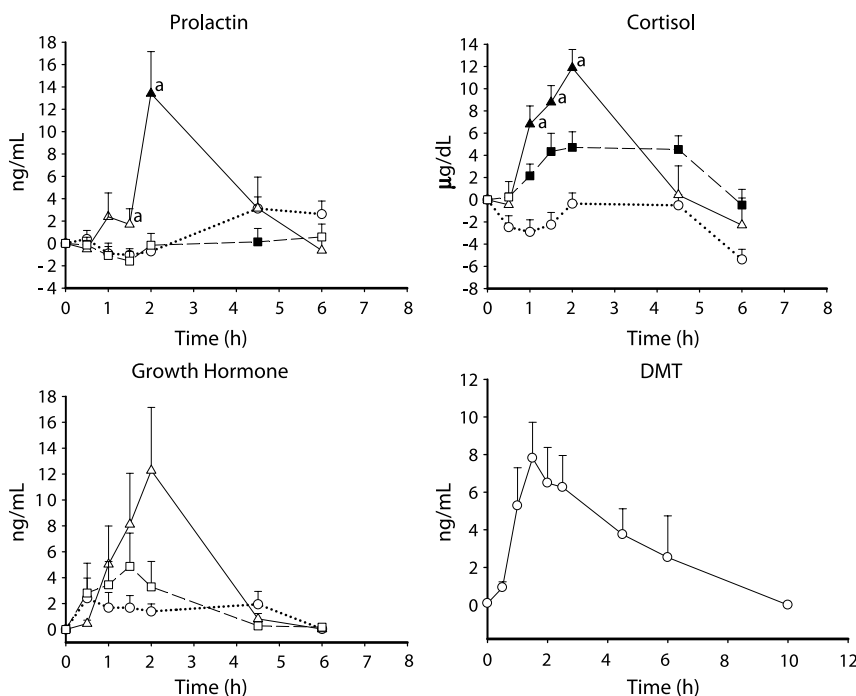 Prolactin
18
16
14
12
10
8
6
4
2
0
- 2
- 4
ng/mL
a
a
0 1 2 3 4 5 6 7 8
Time (h)
Cortisol
14
12
10
8
6
4
2
0
-2
-4
-6
-8
µg/dL
a
a
a
0 1 2 3 4 5 6 7 8
Time (h)
Growth Hormone
18
16
14
12
10
8
6
4
2
0
ng/mL
0 1 2 3 4 5 6 7 8
Time (h)
DMT
12
10
8
6
4
2
0
ng/mL
0 2 4 6 8 10 12
Time (h)